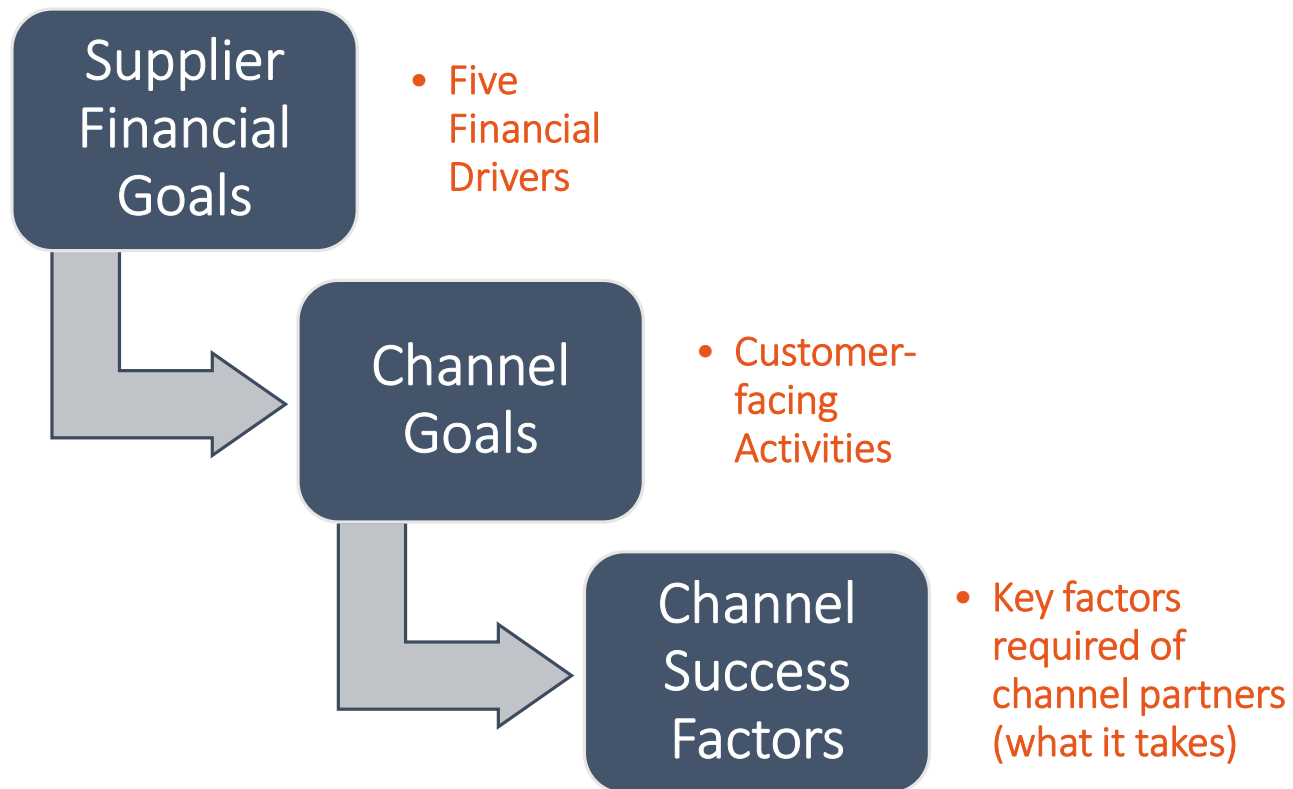 Supplier
Financial
Goals
• Five
Financial
Drivers
Channel
Goals
• Customer-
facing
Activities
Channel
Success
Factors
• Key factors
required of
channel partners
(what it takes)